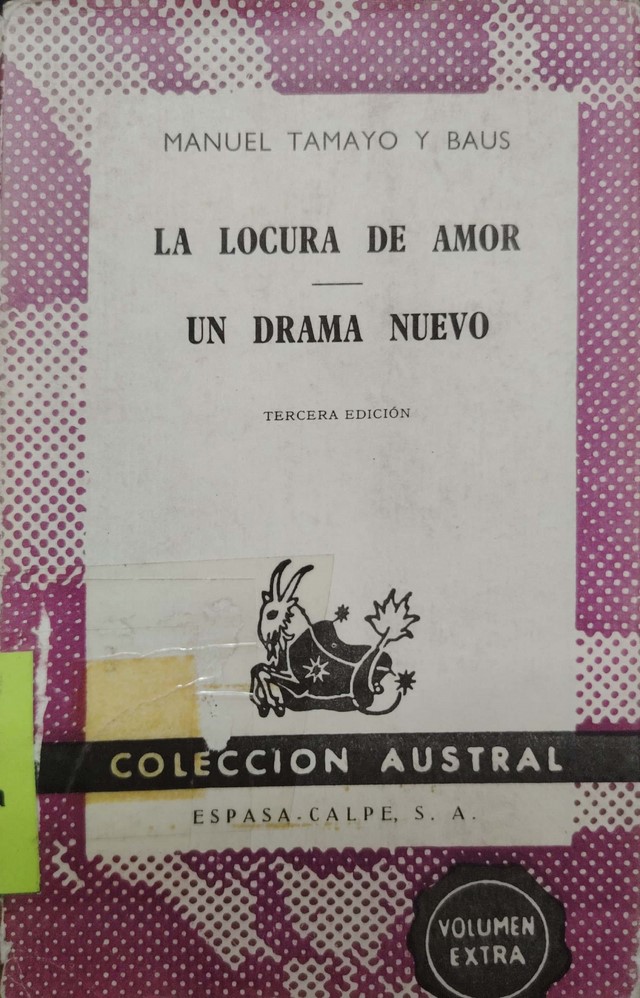 MANUEL TAMAYO Y BAUS
LA LOCURA DE AMOR
UN DRAMA NUEVO
TERCERA EDICIÓN
COLECCION AUSTRAL
ESPASA-CALPE, S. A.
VOLUMEN
EXTRA